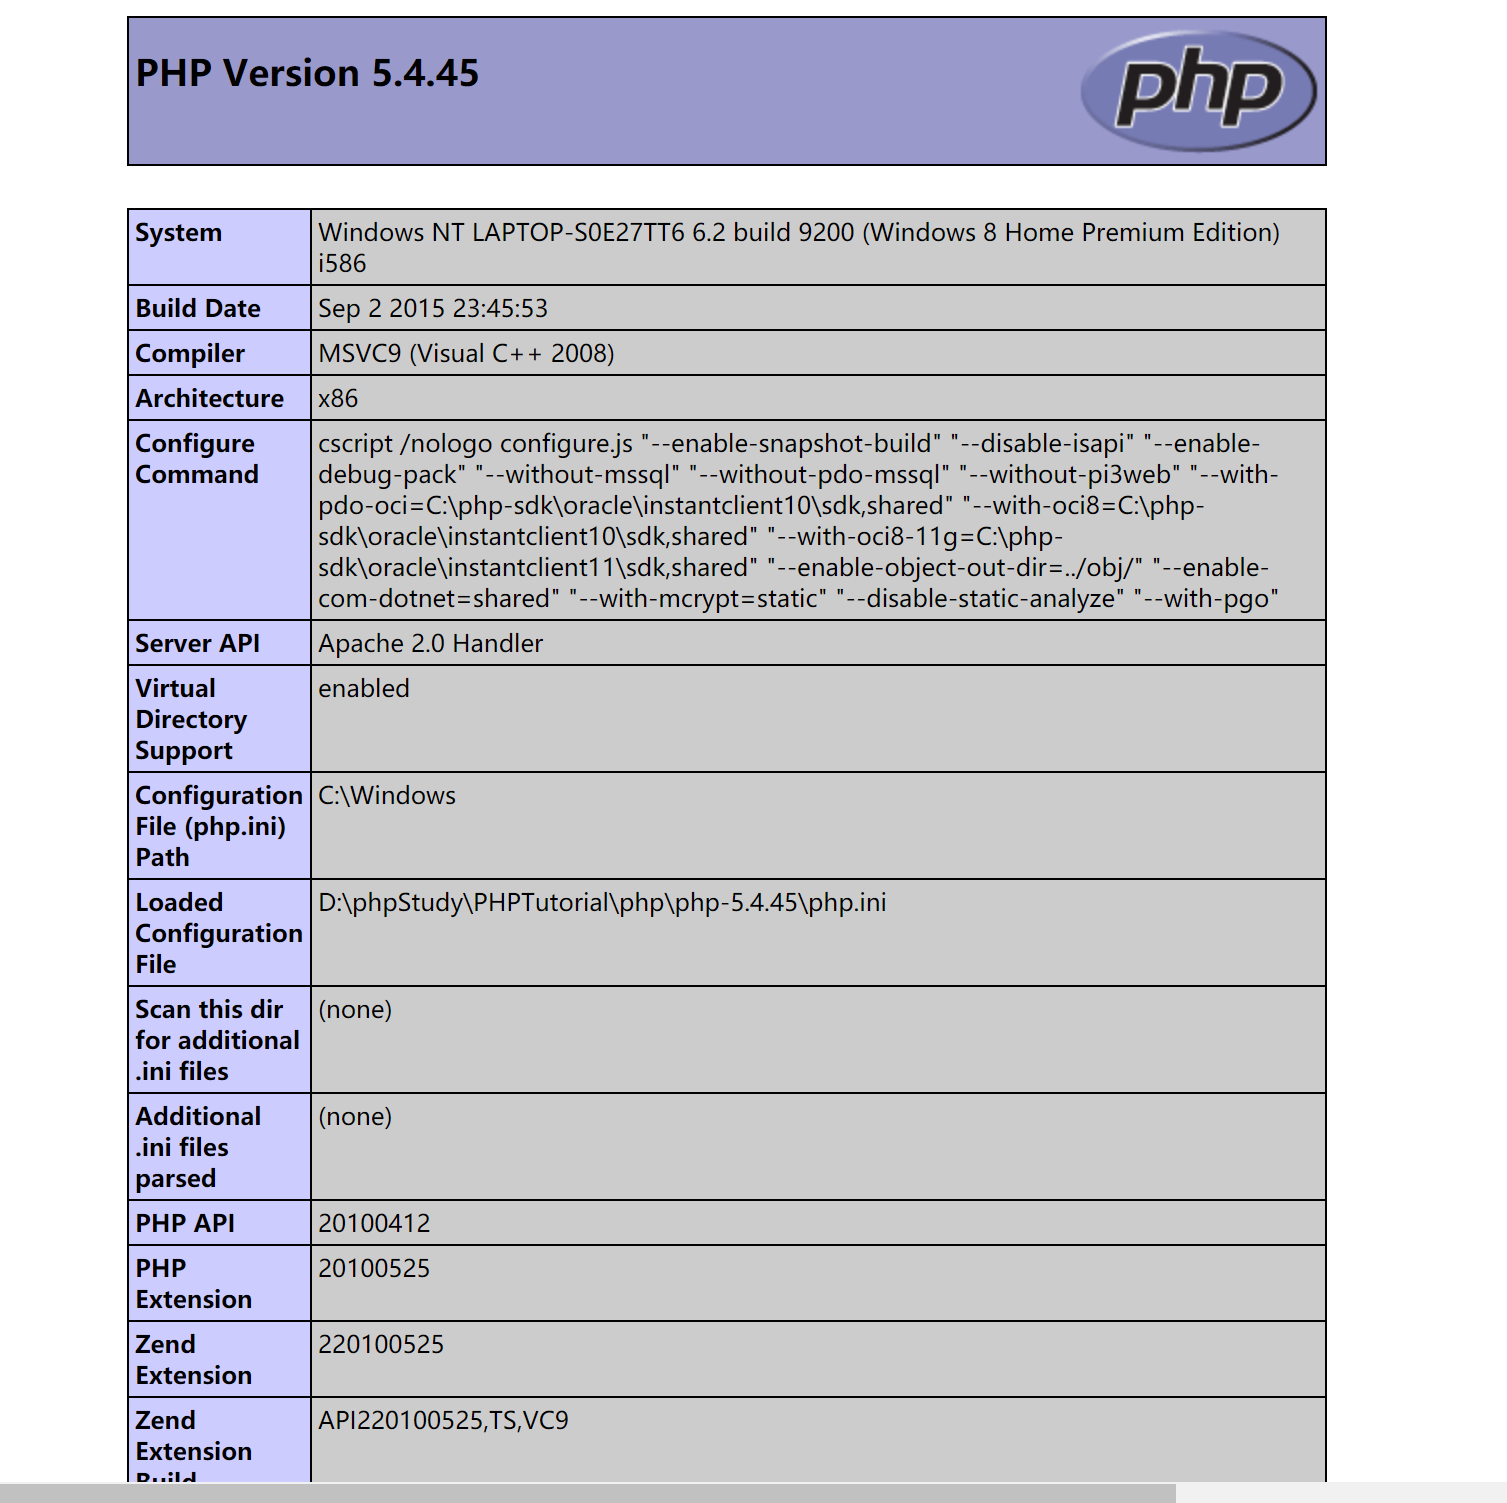 PHP Version 5.4.45
php
System
Windows NT LAPTOP-S0E27TT6 6.2 build 9200 (Windows 8 Home Premium Edition)
i586
Build Date
Sep 2 2015 23:45:53
Compiler
MSVC9 (Visual C++ 2008)
Architecture
x86
Configure
Command
cscript /nologo configure.js "--enable-snapshot-build" "--disable-isapi" "--enable-
debug-pack" "--without-mssql" "--without-pdo-mssql" "--without-pi3web" "--with-
pdo-oci=C:\php-sdk\oracle\instantclient10\sdk,shared" "--with-oci8=C:\php-
sdk\oracle\instantclient10\sdk,shared" "--with-oci8-11g=C:\php-
sdk\oracle\instantclient11\sdk,shared" "--enable-object-out-dir=../obj/" "--enable-
com-dotnet=shared" "--with-mcrypt=static" "--disable-static-analyze" "--with-pgo"
Server API
Apache 2.0 Handler
Virtual
Directory
Support
enabled
Configuration
File (php.ini)
Path
C:\Windows
Loaded
Configuration
File
D:\phpStudy\PHPTutorial\php\php-5.4.45\php.ini
Scan this dir
for additional
.ini files
(none)
Additional
.ini files
parsed
(none)
PHP API
20100412
PHP
Extension
20100525
Zend
Extension
220100525
Zend
Extension
Build
API220100525,TS,VC9